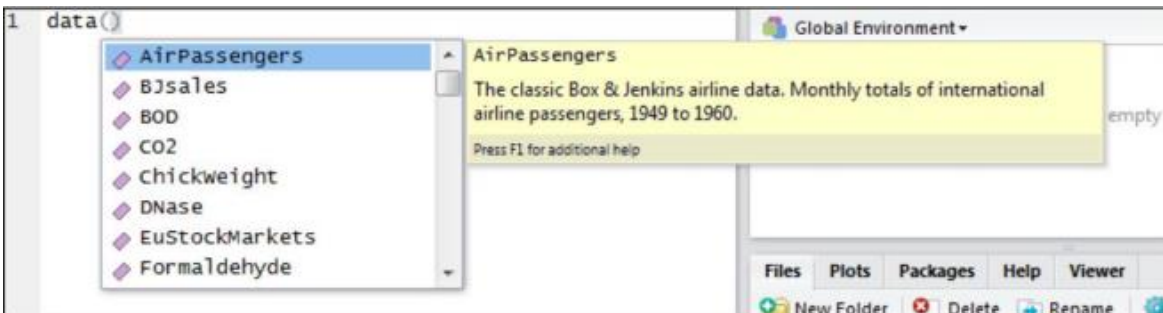 1 data()
AirPassengers
BJsales
BOD
CO2
ChickWeight
DNase
EuStockMarkets
Formaldehyde
AirPassengers
The classic Box & Jenkins airline data. Monthly totals of international
airline passengers, 1949 to 1960.
Press F1 for additional help
Global Environment
empty
Files Plots Packages Help Viewer
New Folder Delete Rename